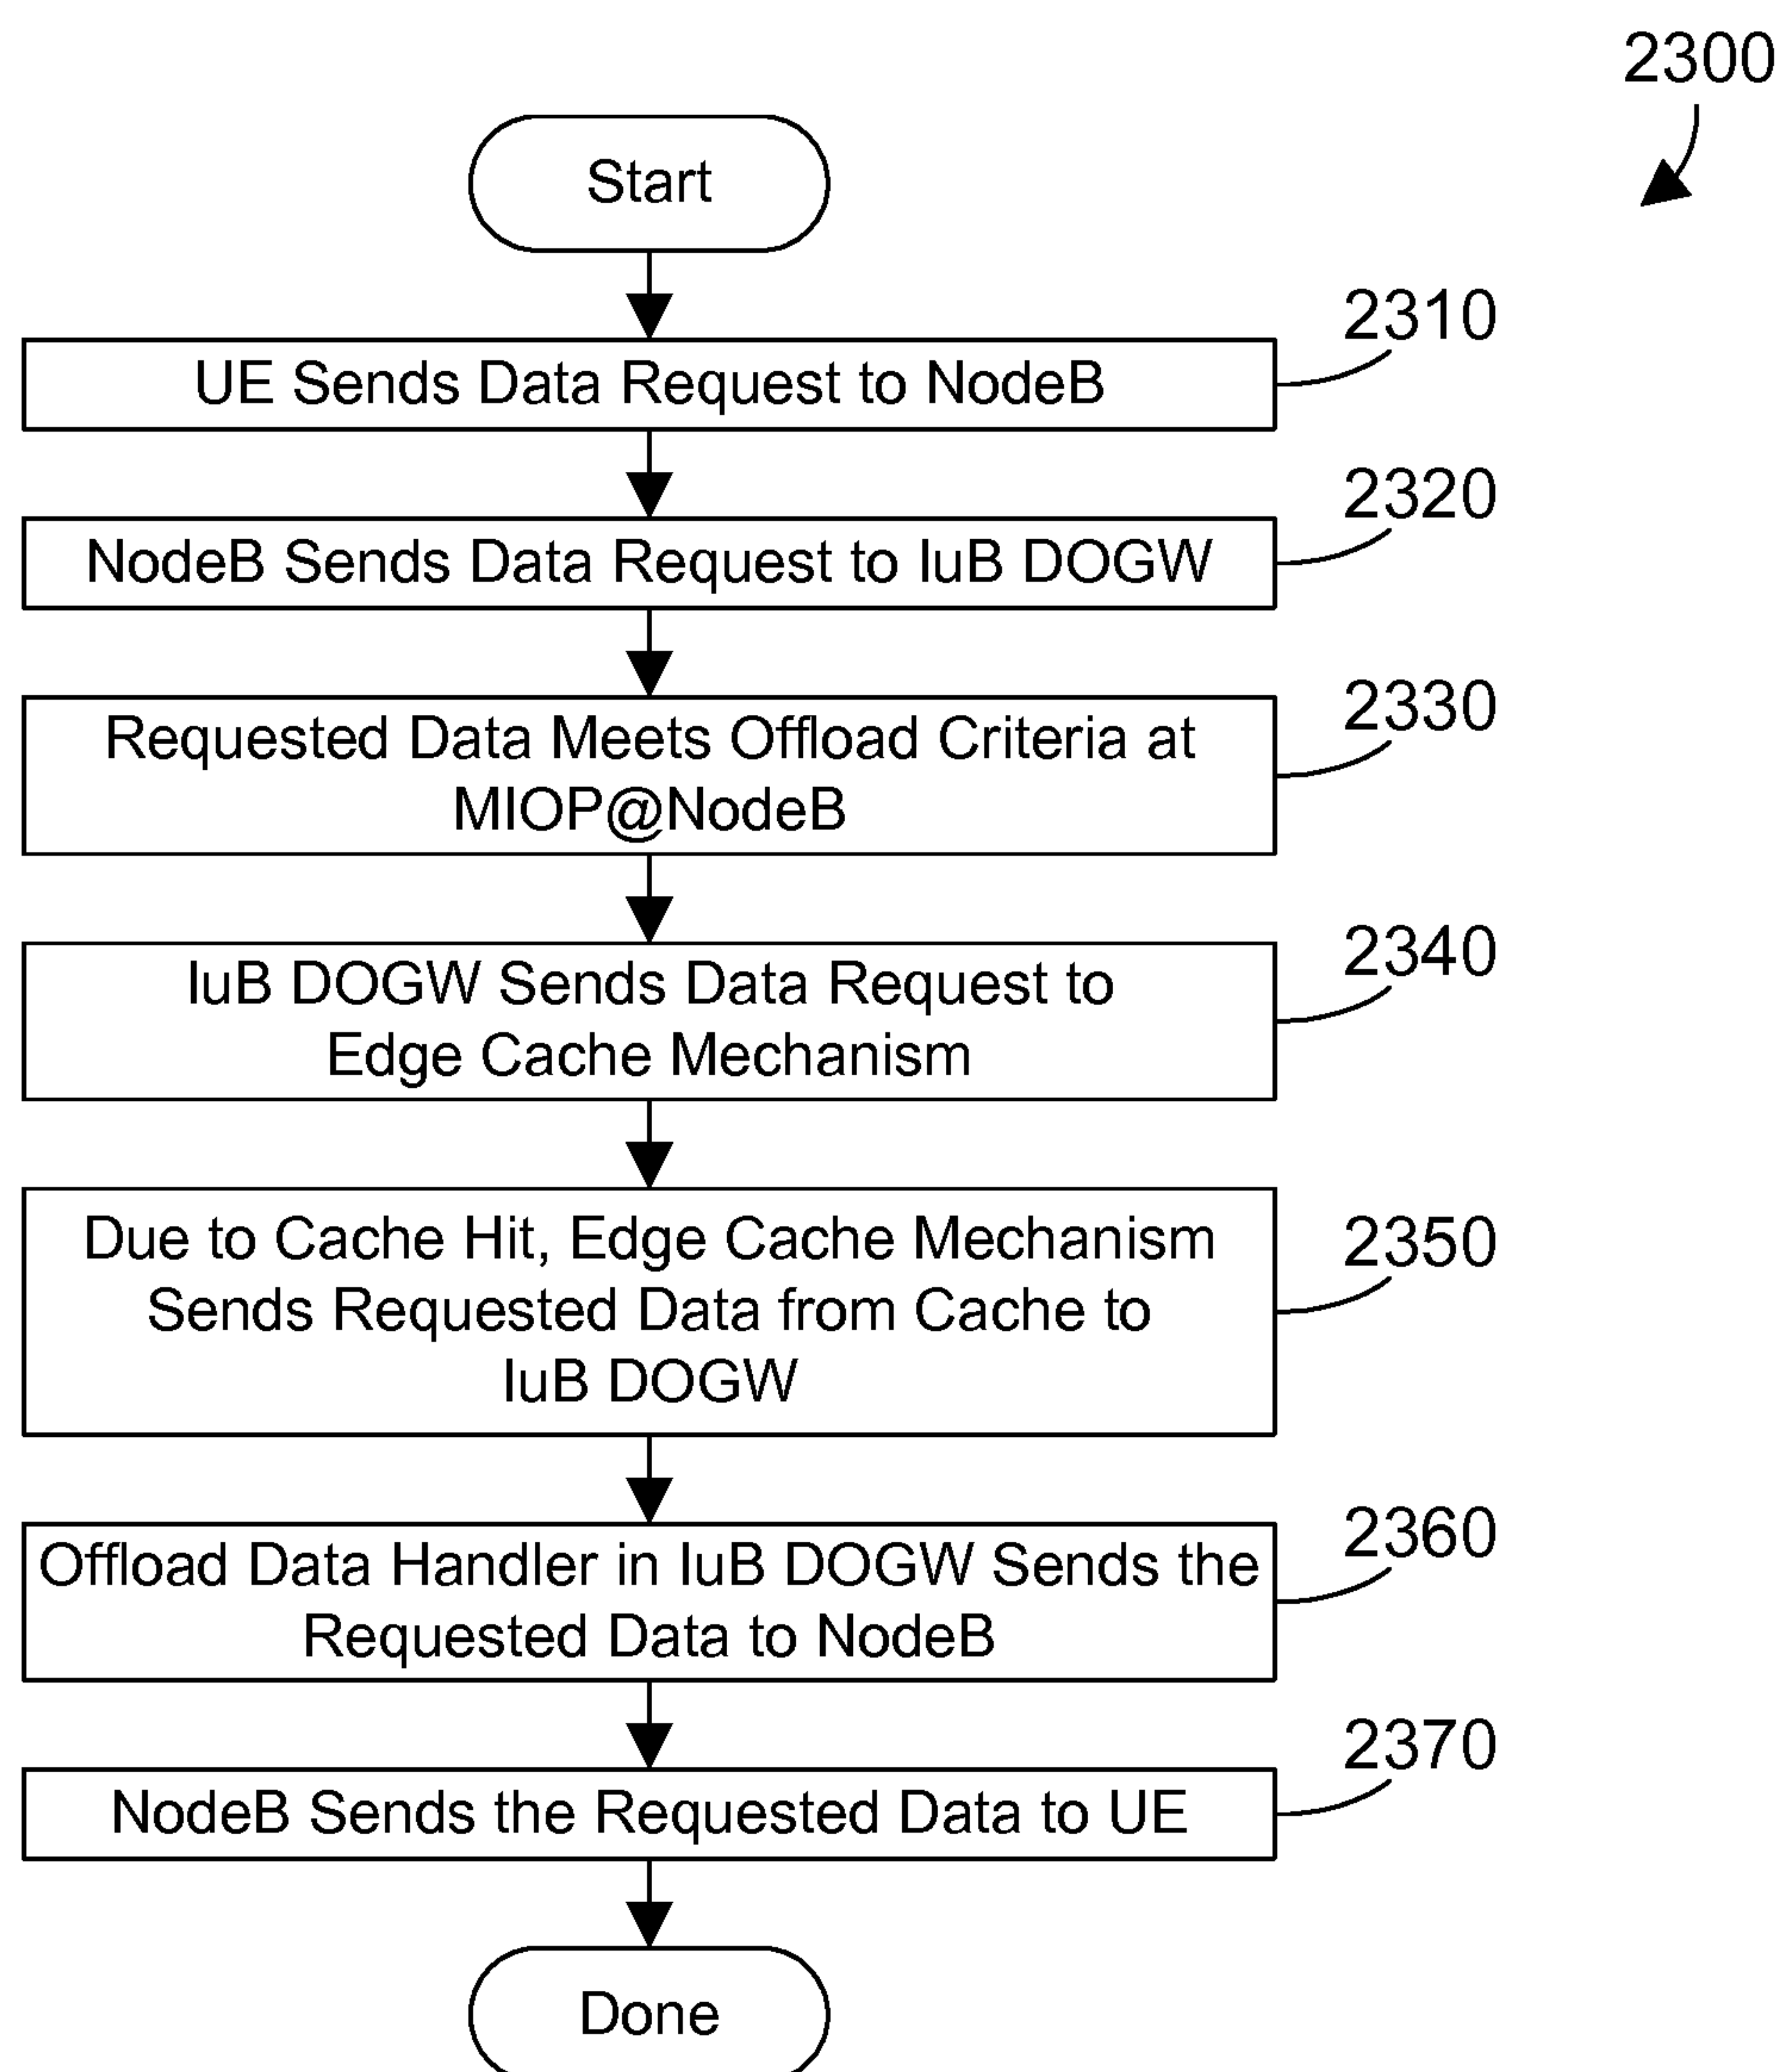 2300
Start
2310
UE Sends Data Request to NodeB
2320
NodeB Sends Data Request to IuB DOGW
2330
Requested Data Meets Offload Criteria at
MIOP@NodeB
2340
IuB DOGW Sends Data Request to
Edge Cache Mechanism
2350
Due to Cache Hit, Edge Cache Mechanism
Sends Requested Data from Cache to
IuB DOGW
2360
Offload Data Handler in IuB DOGW Sends the
Requested Data to NodeB
2370
NodeB Sends the Requested Data to UE
Done